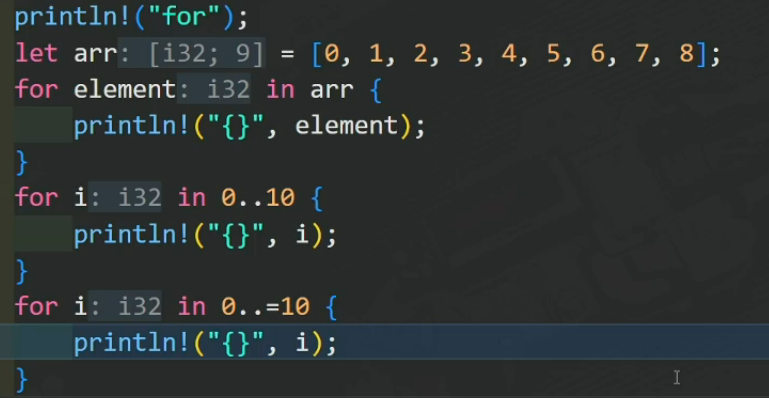 println!("for");
let arr: [i32; 9] = [0, 1, 2, 3, 4, 5, 6, 7, 8];
for element: i32 in arr {
    println!("{}", element);
}
for i: i32 in 0..10 {
    println!("{}", i);
}
for i: i32 in 0..=10 {
    println!("{}", i);
}